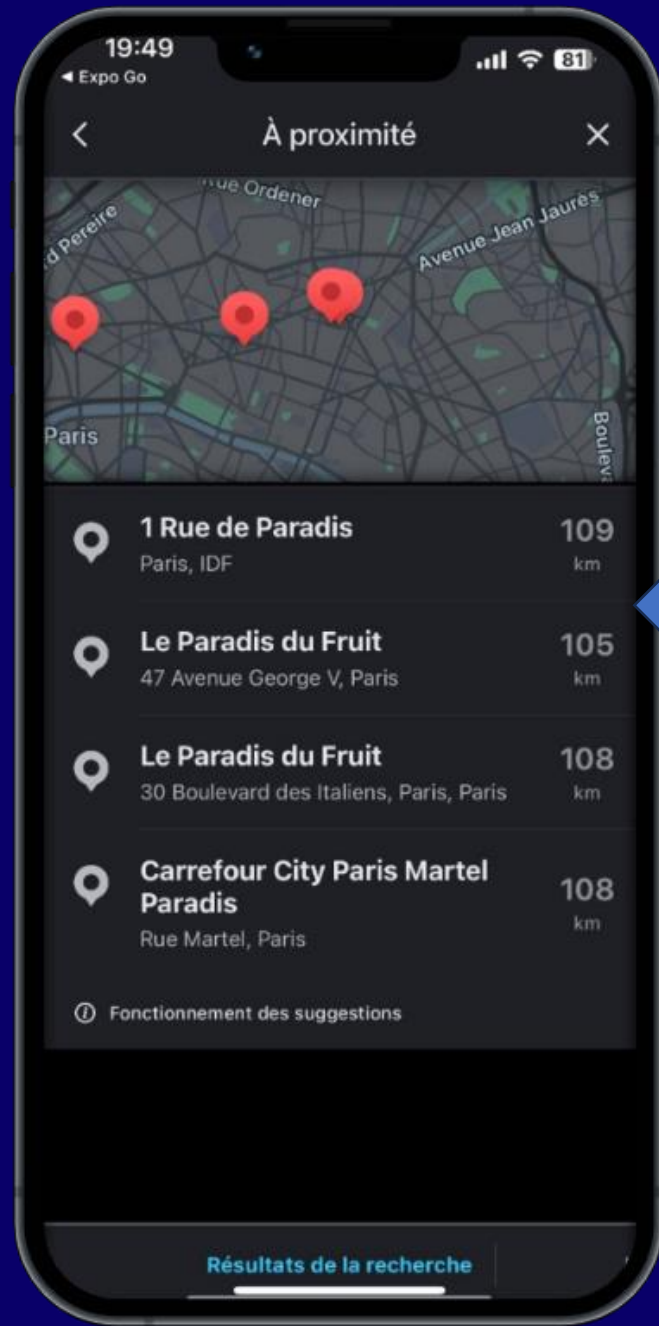 19:49
81
◄ Expo Go
À proximité
Rue Ordener
Avenue Jean Jaurès
d Pereire
Paris
Boulev
1 Rue de Paradis
109
Paris, IDF
km
Le Paradis du Fruit
105
47 Avenue George V, Paris
km
Le Paradis du Fruit
108
30 Boulevard des Italiens, Paris, Paris
km
Carrefour City Paris Martel
Paradis
108
Rue Martel, Paris
km
Fonctionnement des suggestions
Résultats de la recherche